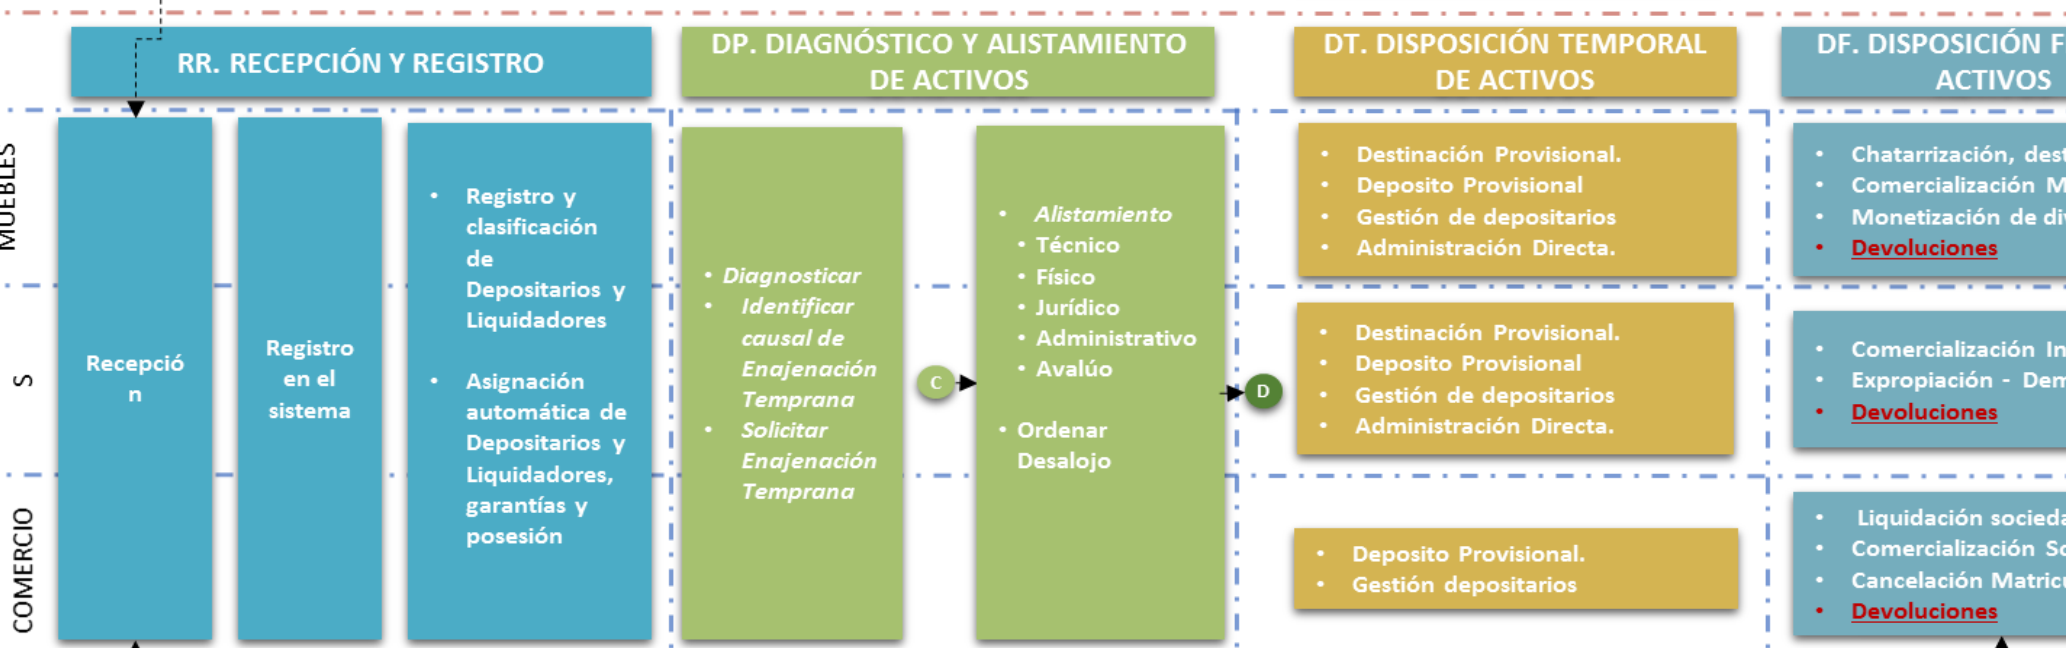 RR. RECEPCIÓN Y REGISTRO
DP. DIAGNÓSTICO Y ALISTAMIENTO
DE ACTIVOS
DT. DISPOSICIÓN TEMPORAL
DE ACTIVOS
DF. DISPOSICIÓN F
ACTIVOS
MUEBLES
S
COMERCIO
Recepció
n
Registro
en el
sistema
• Registro y
clasificación
de
Depositarios y
Liquidadores
• Asignación
automática de
Depositarios y
Liquidadores,
garantías y
posesión
• Diagnosticar
• Identificar
causal de
Enajenación
Temprana
• Solicitar
Enajenación
Temprana
C
• Alistamiento
• Técnico
• Físico
• Jurídico
• Administrativo
• Avalúo
• Ordenar
Desalojo
D
• Destinación Provisional.
• Deposito Provisional
• Gestión de depositarios
• Administración Directa.
• Destinación Provisional.
• Deposito Provisional
• Gestión de depositarios
• Administración Directa.
• Deposito Provisional.
• Gestión depositarios
• Chatarrización, dest
• Comercialización M
• Monetización de div
• Devoluciones
• Comercialización In
• Expropiación - Dem
• Devoluciones
• Liquidación socieda
• Comercialización So
• Cancelación Matricu
• Devoluciones